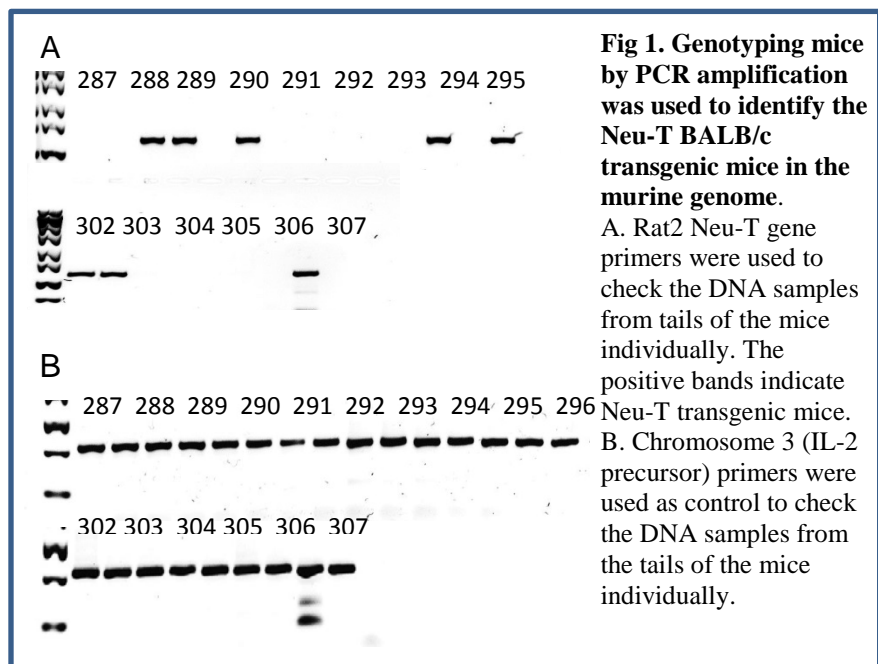 A
287 288 289 290 291 292 293 294 295
302 303 304 305 306 307
B
287 288 289 290 291 292 293 294 295 296
302 303 304 305 306 307
Fig 1. Genotyping mice
by PCR amplification
was used to identify the
Neu-T BALB/c
transgenic mice in the
murine genome.
A. Rat2 Neu-T gene
primers were used to
check the DNA samples
from tails of the mice
individually. The
positive bands indicate
Neu-T transgenic mice.
B. Chromosome 3 (IL-2
precursor) primers were
used as control to check
the DNA samples from
the tails of the mice
individually.